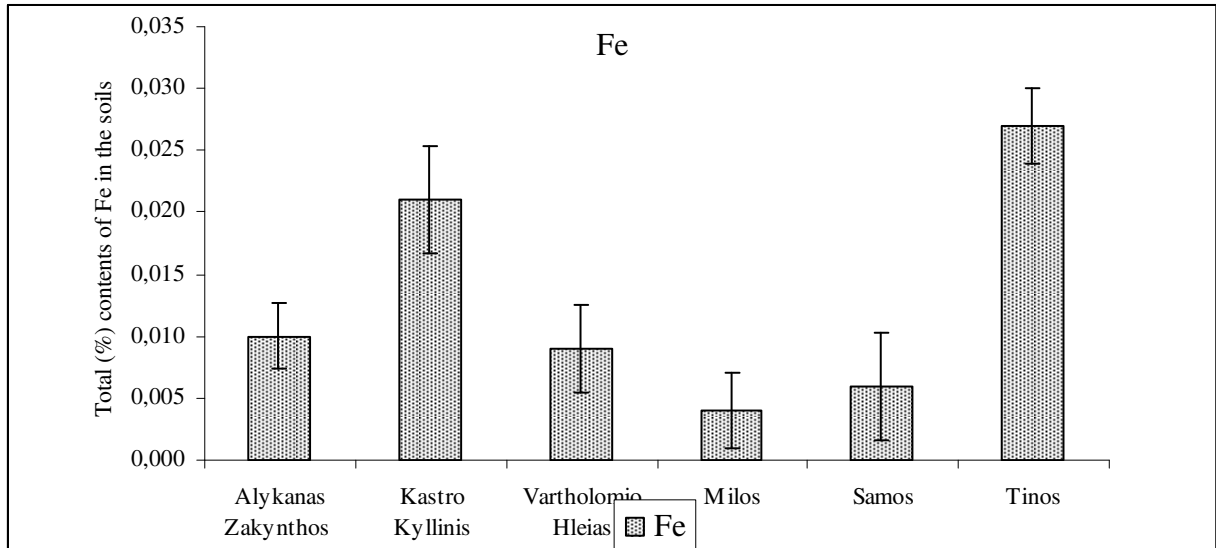 Fe
Total (%) contents of Fe in the soils
0,035
0,030
0,025
0,020
0,015
0,010
0,005
0,000
Alykanas
Zakynthos
Kastro
Kyllinis
Vartholomio
Hleias
Milos
Samos
Tinos
Fe